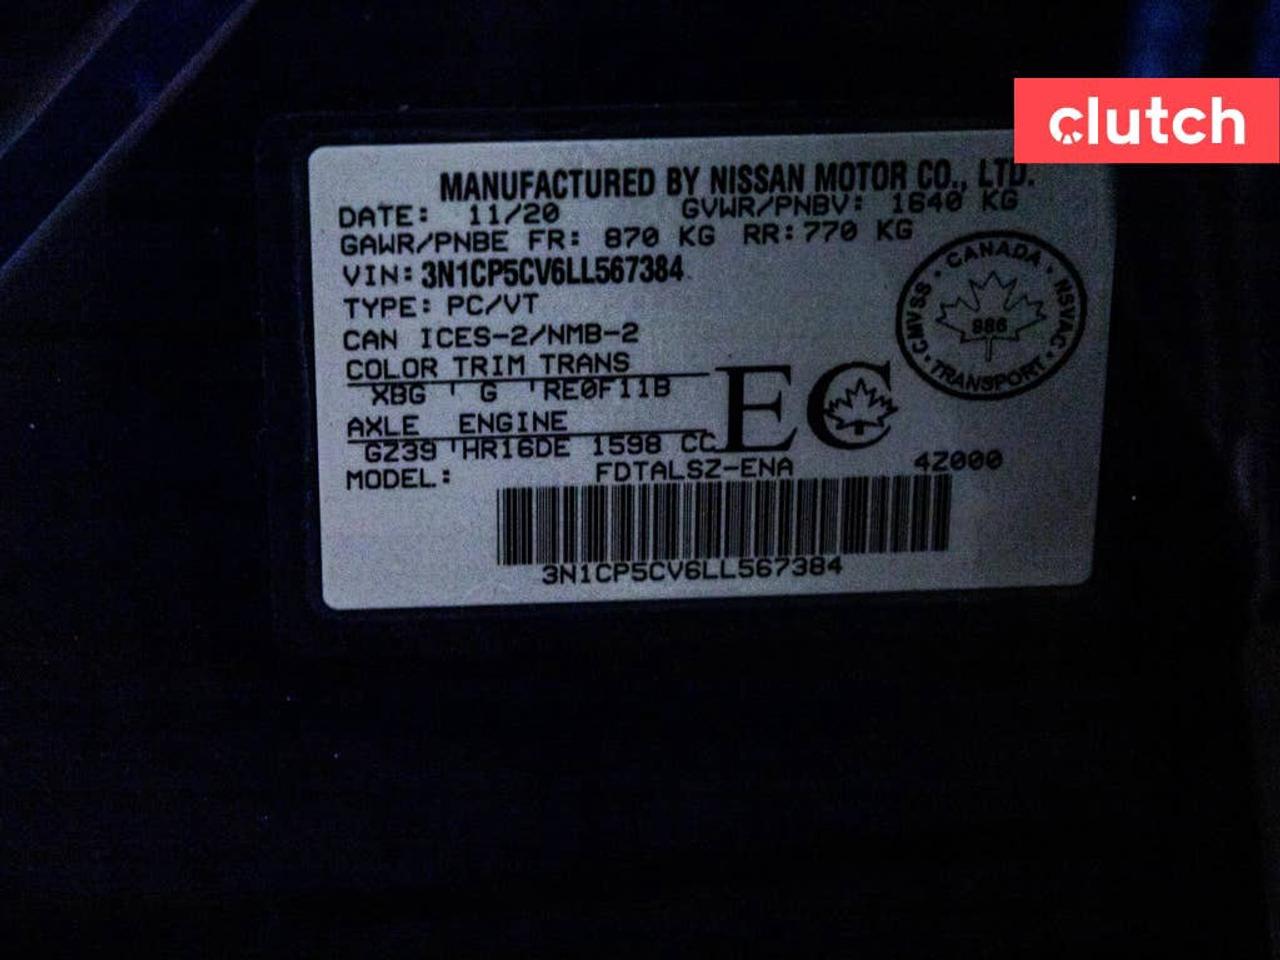 clutch
MANUFACTURED BY NISSAN MOTOR CO., LTD.
DATE: 11/20 GVWR/PNBV: 1640 KG
GAWR/PNBE FR: 870 KG RR: 770 KG
VIN: 3N1CP5CV6LL567384
TYPE: PC/VT
CAN ICES-2/NMB-2
COLOR TRIM TRANS
XBG ' G 'RE0F11B
AXLE ENGINE
GZ39 'HR16DE 1598 CC
EC
MODEL: FDTALSZ-ENA 4Z000
3N1CP5CV6LL567384
CANADA · NSVAC · TRANSPORT · CMVSS ·
986